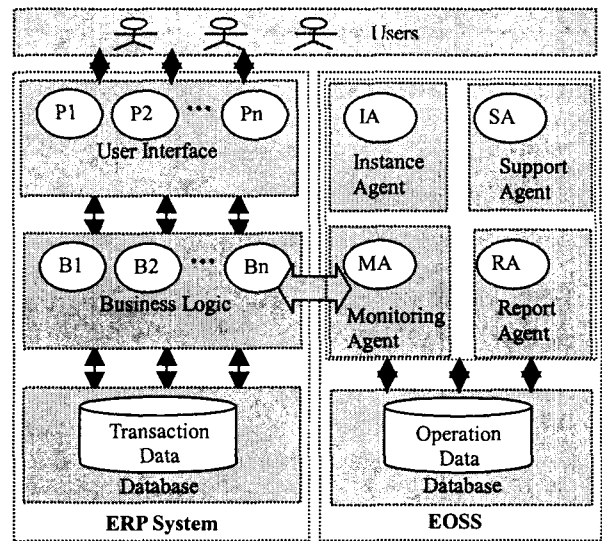 Users
P1 P2 ••• Pn
User Interface
B1 B2 ••• Bn
Business Logic
Transaction
Data
Database
ERP System
IA
Instance
Agent
SA
Support
Agent
MA
Monitoring
Agent
RA
Report
Agent
Operation
Data
Database
EOSS